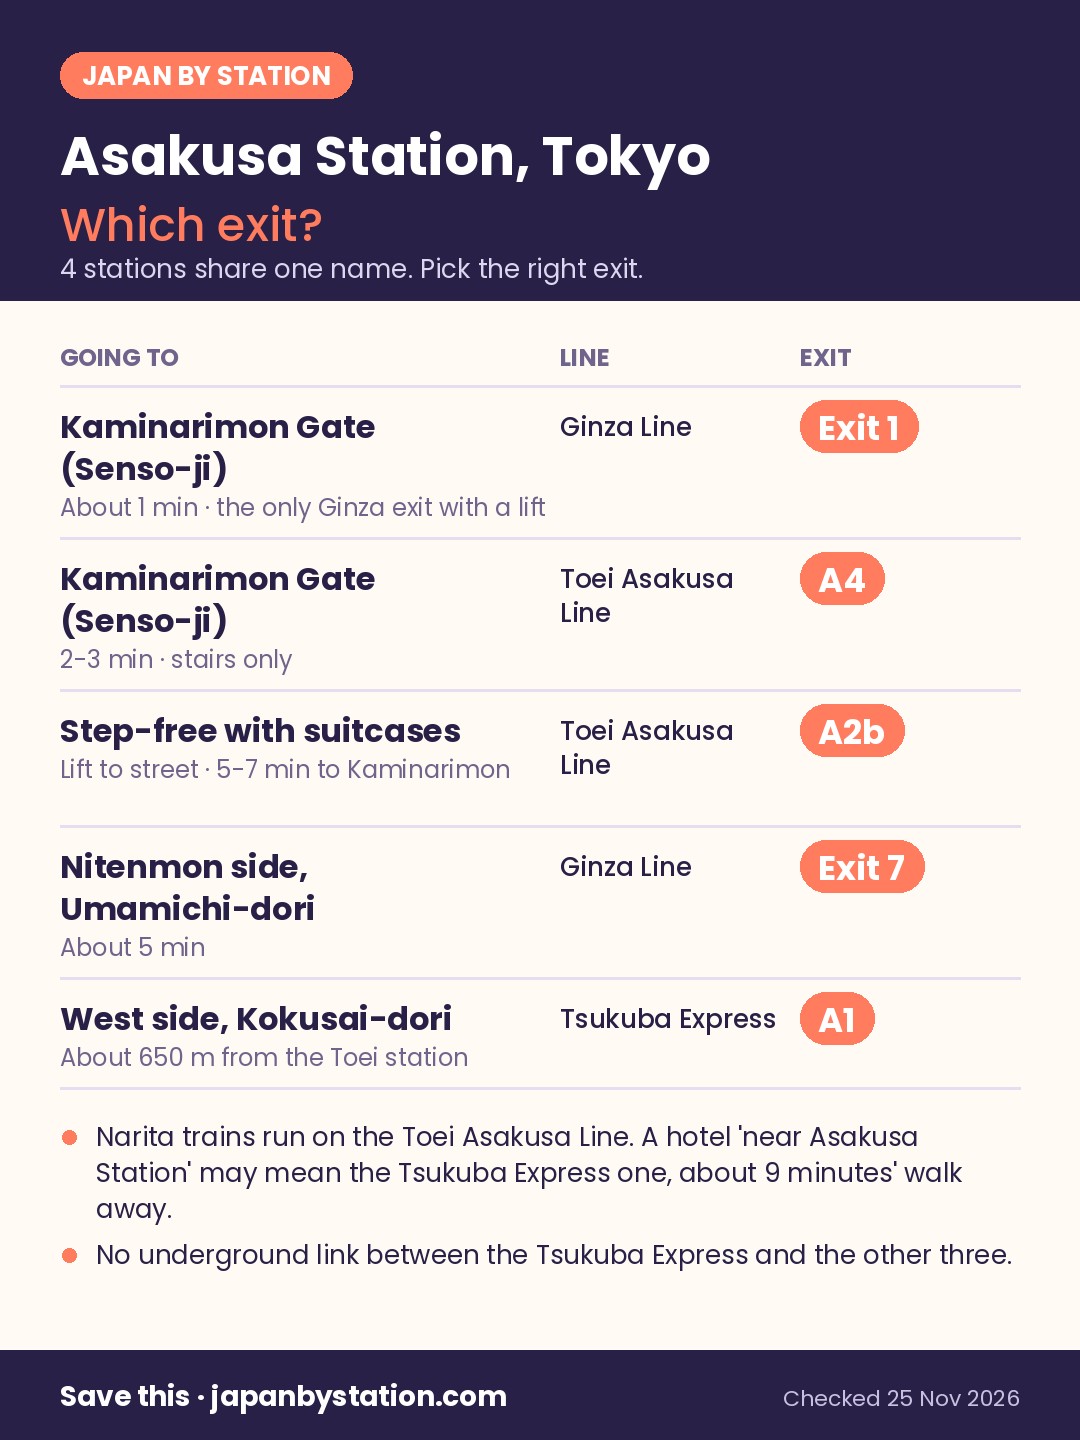 JAPAN BY STATION
Asakusa Station, Tokyo
Which exit?
4 stations share one name. Pick the right exit.
GOING TO LINE EXIT
Kaminarimon Gate Ginza Line Exit 1
(Senso-ji)
About 1 min · the only Ginza exit with a lift
Kaminarimon Gate Toei Asakusa A4
(Senso-ji) Line
2-3 min · stairs only
Step-free with suitcases Toei Asakusa A2b
Lift to street · 5-7 min to Kaminarimon Line
Nitenmon side, Ginza Line Exit 7
Umamichi-dori
About 5 min
West side, Kokusai-dori Tsukuba Express A1
About 650 m from the Toei station
Narita trains run on the Toei Asakusa Line. A hotel 'near Asakusa
Station' may mean the Tsukuba Express one, about 9 minutes' walk
away.
No underground link between the Tsukuba Express and the other three.
Save this · japanbystation.com Checked 25 Nov 2026